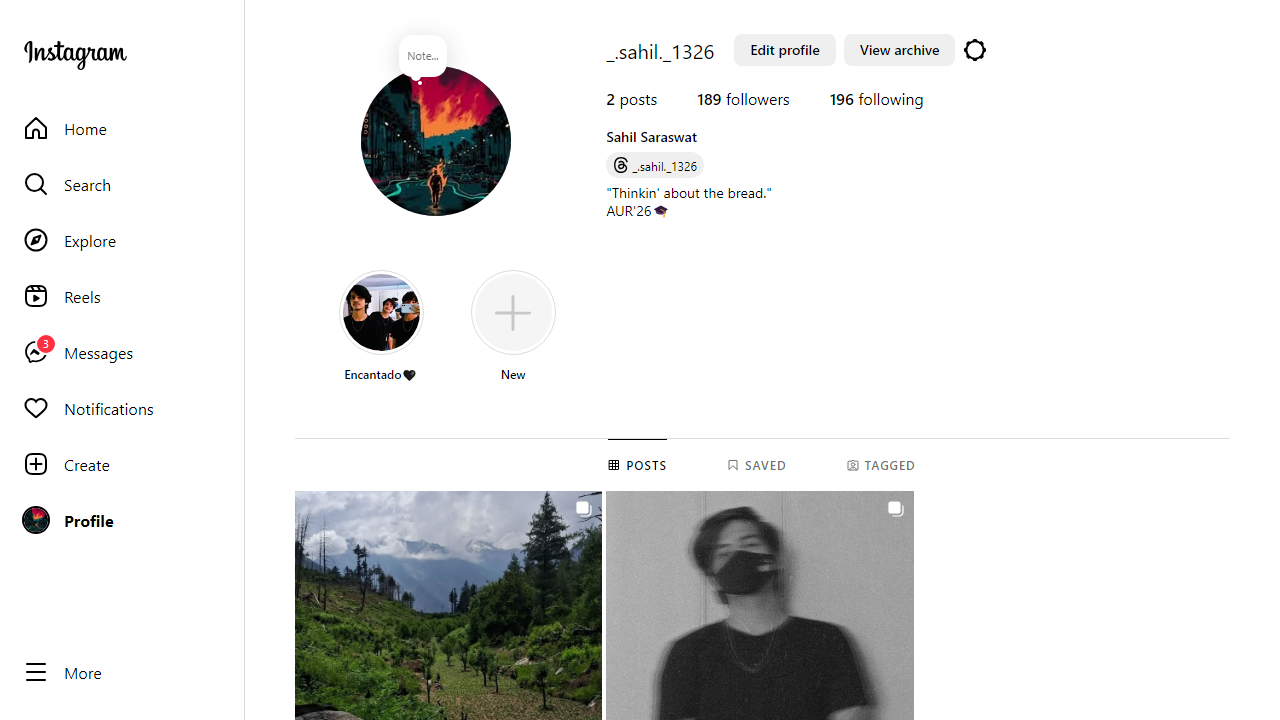 Instagram
Home
Search
Explore
Reels
3
Messages
Notifications
Create
Profile
More
Note...
_.sahil._1326
Edit profile
View archive
2 posts
189 followers
196 following
Sahil Saraswat
_.sahil._1326
"Thinkin' about the bread."
AUR'26🎓
Encantado🖤
New
POSTS
SAVED
TAGGED